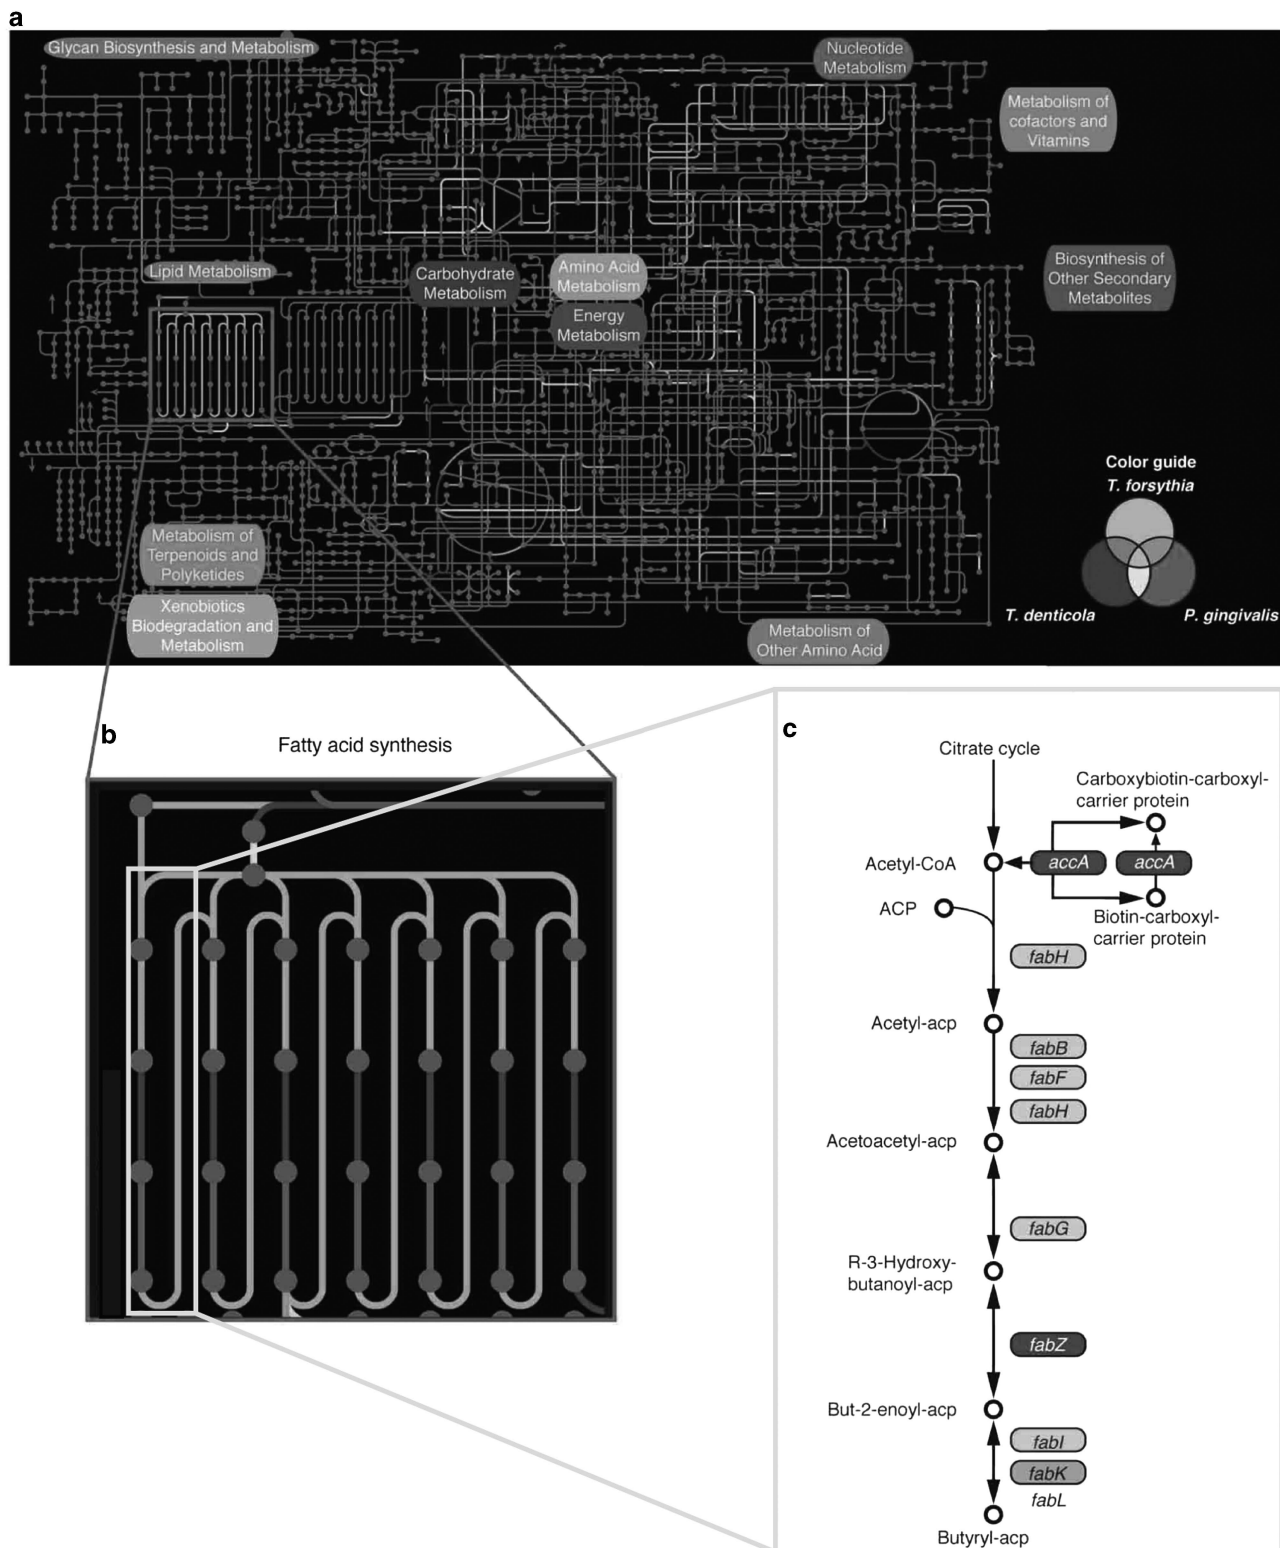 a
Glycan Biosynthesis and Metabolism
Nucleotide
Metabolism
Metabolism of
cofactors and
Vitamins
Lipid Metabolism
Carbohydrate
Metabolism
Amino Acid
Metabolism
Energy
Metabolism
Biosynthesis of
Other Secondary
Metabolites
Color guide
T. forsythia
T. denticola
P. gingivalis
Metabolism of
Terpenoids and
Polyketides
Xenobiotics
Biodegradation and
Metabolism
Metabolism of
Other Amino Acid
b
Fatty acid synthesis
c
Citrate cycle
Carboxybiotin-carboxyl-
carrier protein
Acetyl-CoA
accA
accA
ACP
Biotin-carboxyl-
carrier protein
fabH
Acetyl-acp
fabB
fabF
fabH
Acetoacetyl-acp
fabG
R-3-Hydroxy-
butanoyl-acp
fabZ
But-2-enoyl-acp
fabI
fabK
fabL
Butyryl-acp